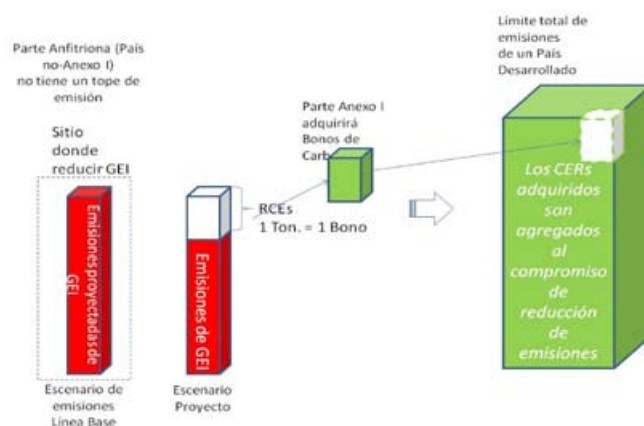 Parte Anfitriona (País
no-Anexo I)
no tiene un tope de
emisión
Sitio
donde
reducir GEI
Emisiones proyectadas de
GEI
Escenario de
emisiones
Línea Base
Emisiones de GEI
Escenario
Proyecto
RCEs
1 Ton. = 1 Bono
Parte Anexo I
adquirirá
Bonos de
Carb
Límite total de
emisiones
de un País
Desarrollado
Los CERs
adquiridos
son
agregados
al
compromiso
de
reducción
de
emisiones